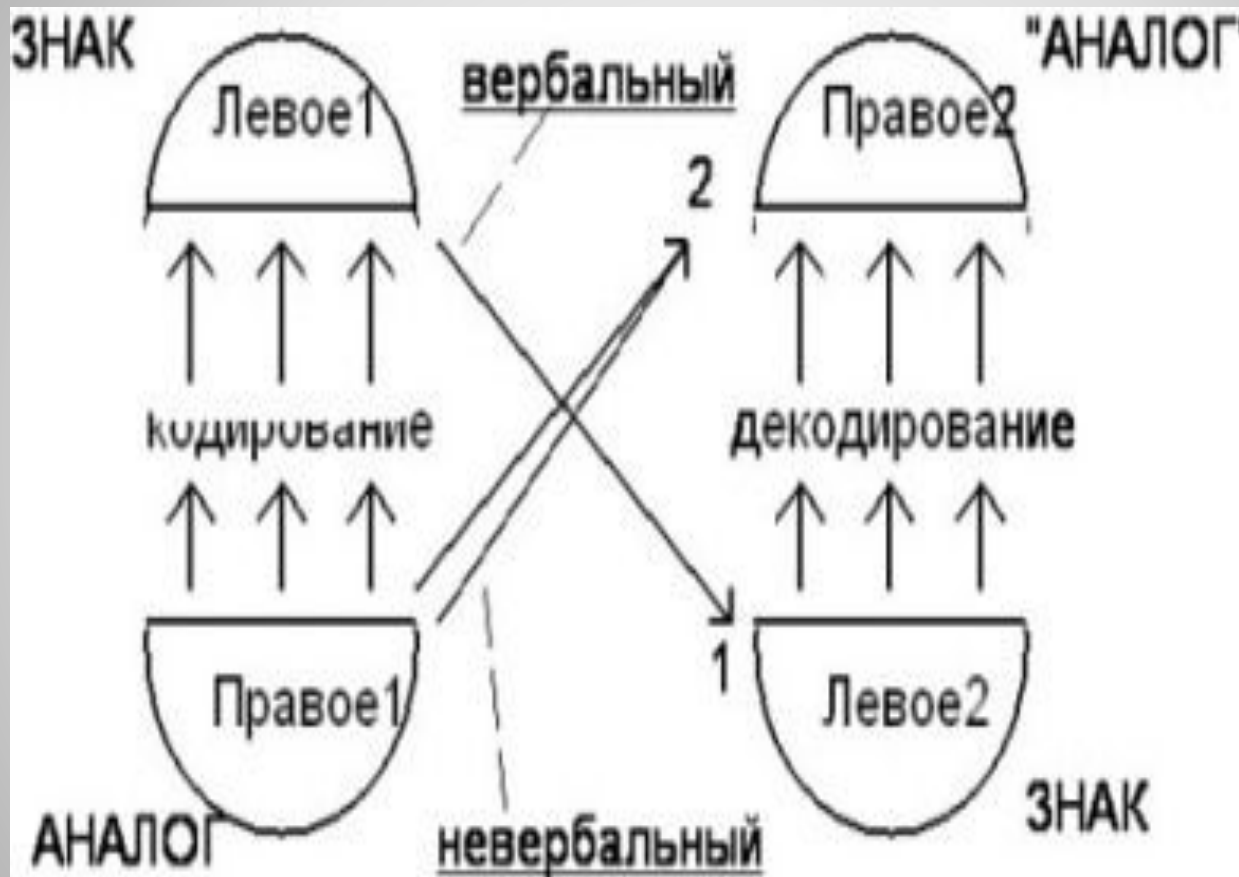 ЗНАК
"АНАЛОГ"
Левое1
вербальный
Правое2
2
кодирование
декодирование
1
Правое1
Левое2
АНАЛОГ
невербальный
ЗНАК